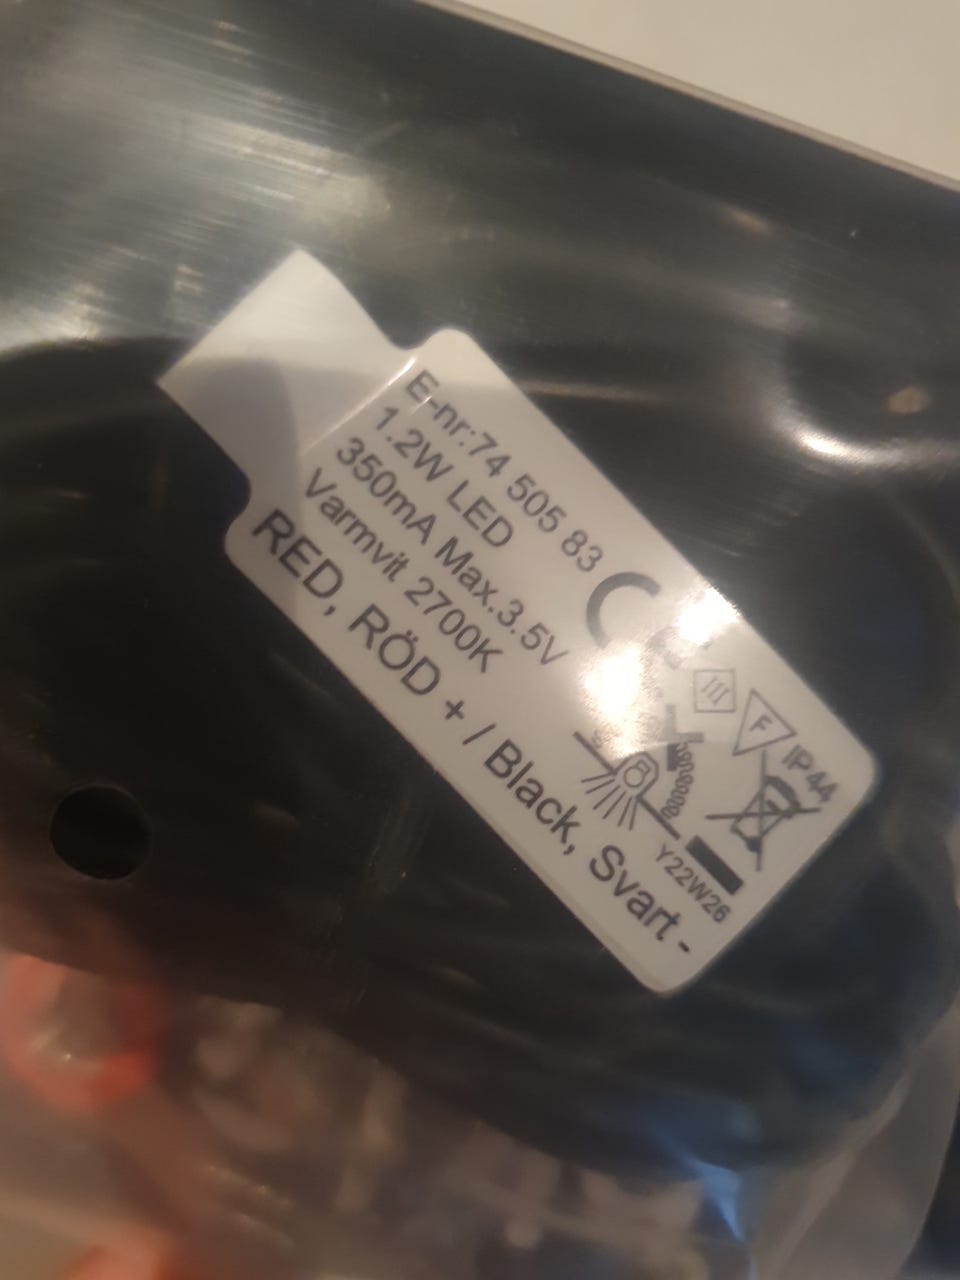 E-nr:74 505 83
1.2W LED
350mA Max.3.5V
Varmvit 2700K
RED, RÖD + / Black, Svart -
III
F
IP44
Y22W26